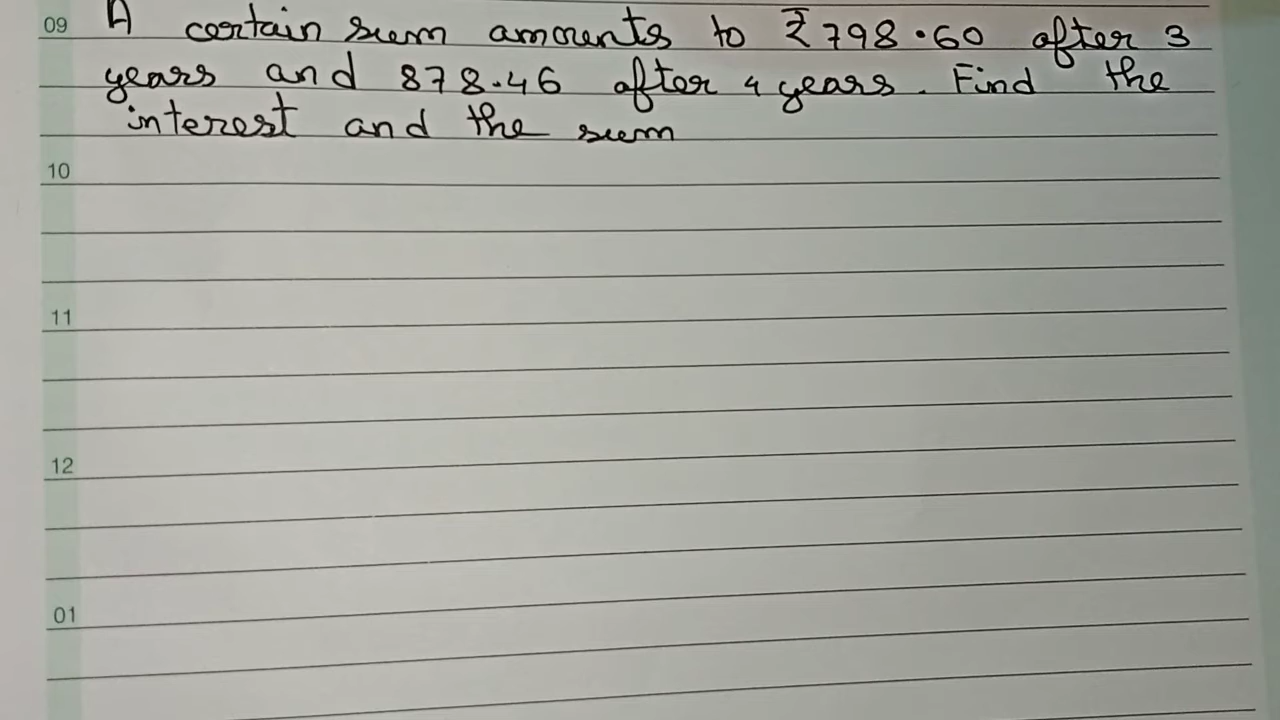 09 A certain sum amounts to ₹798.60 after 3
years and 878.46 after 4 years. Find the
interest and the sum
10
11
12
01